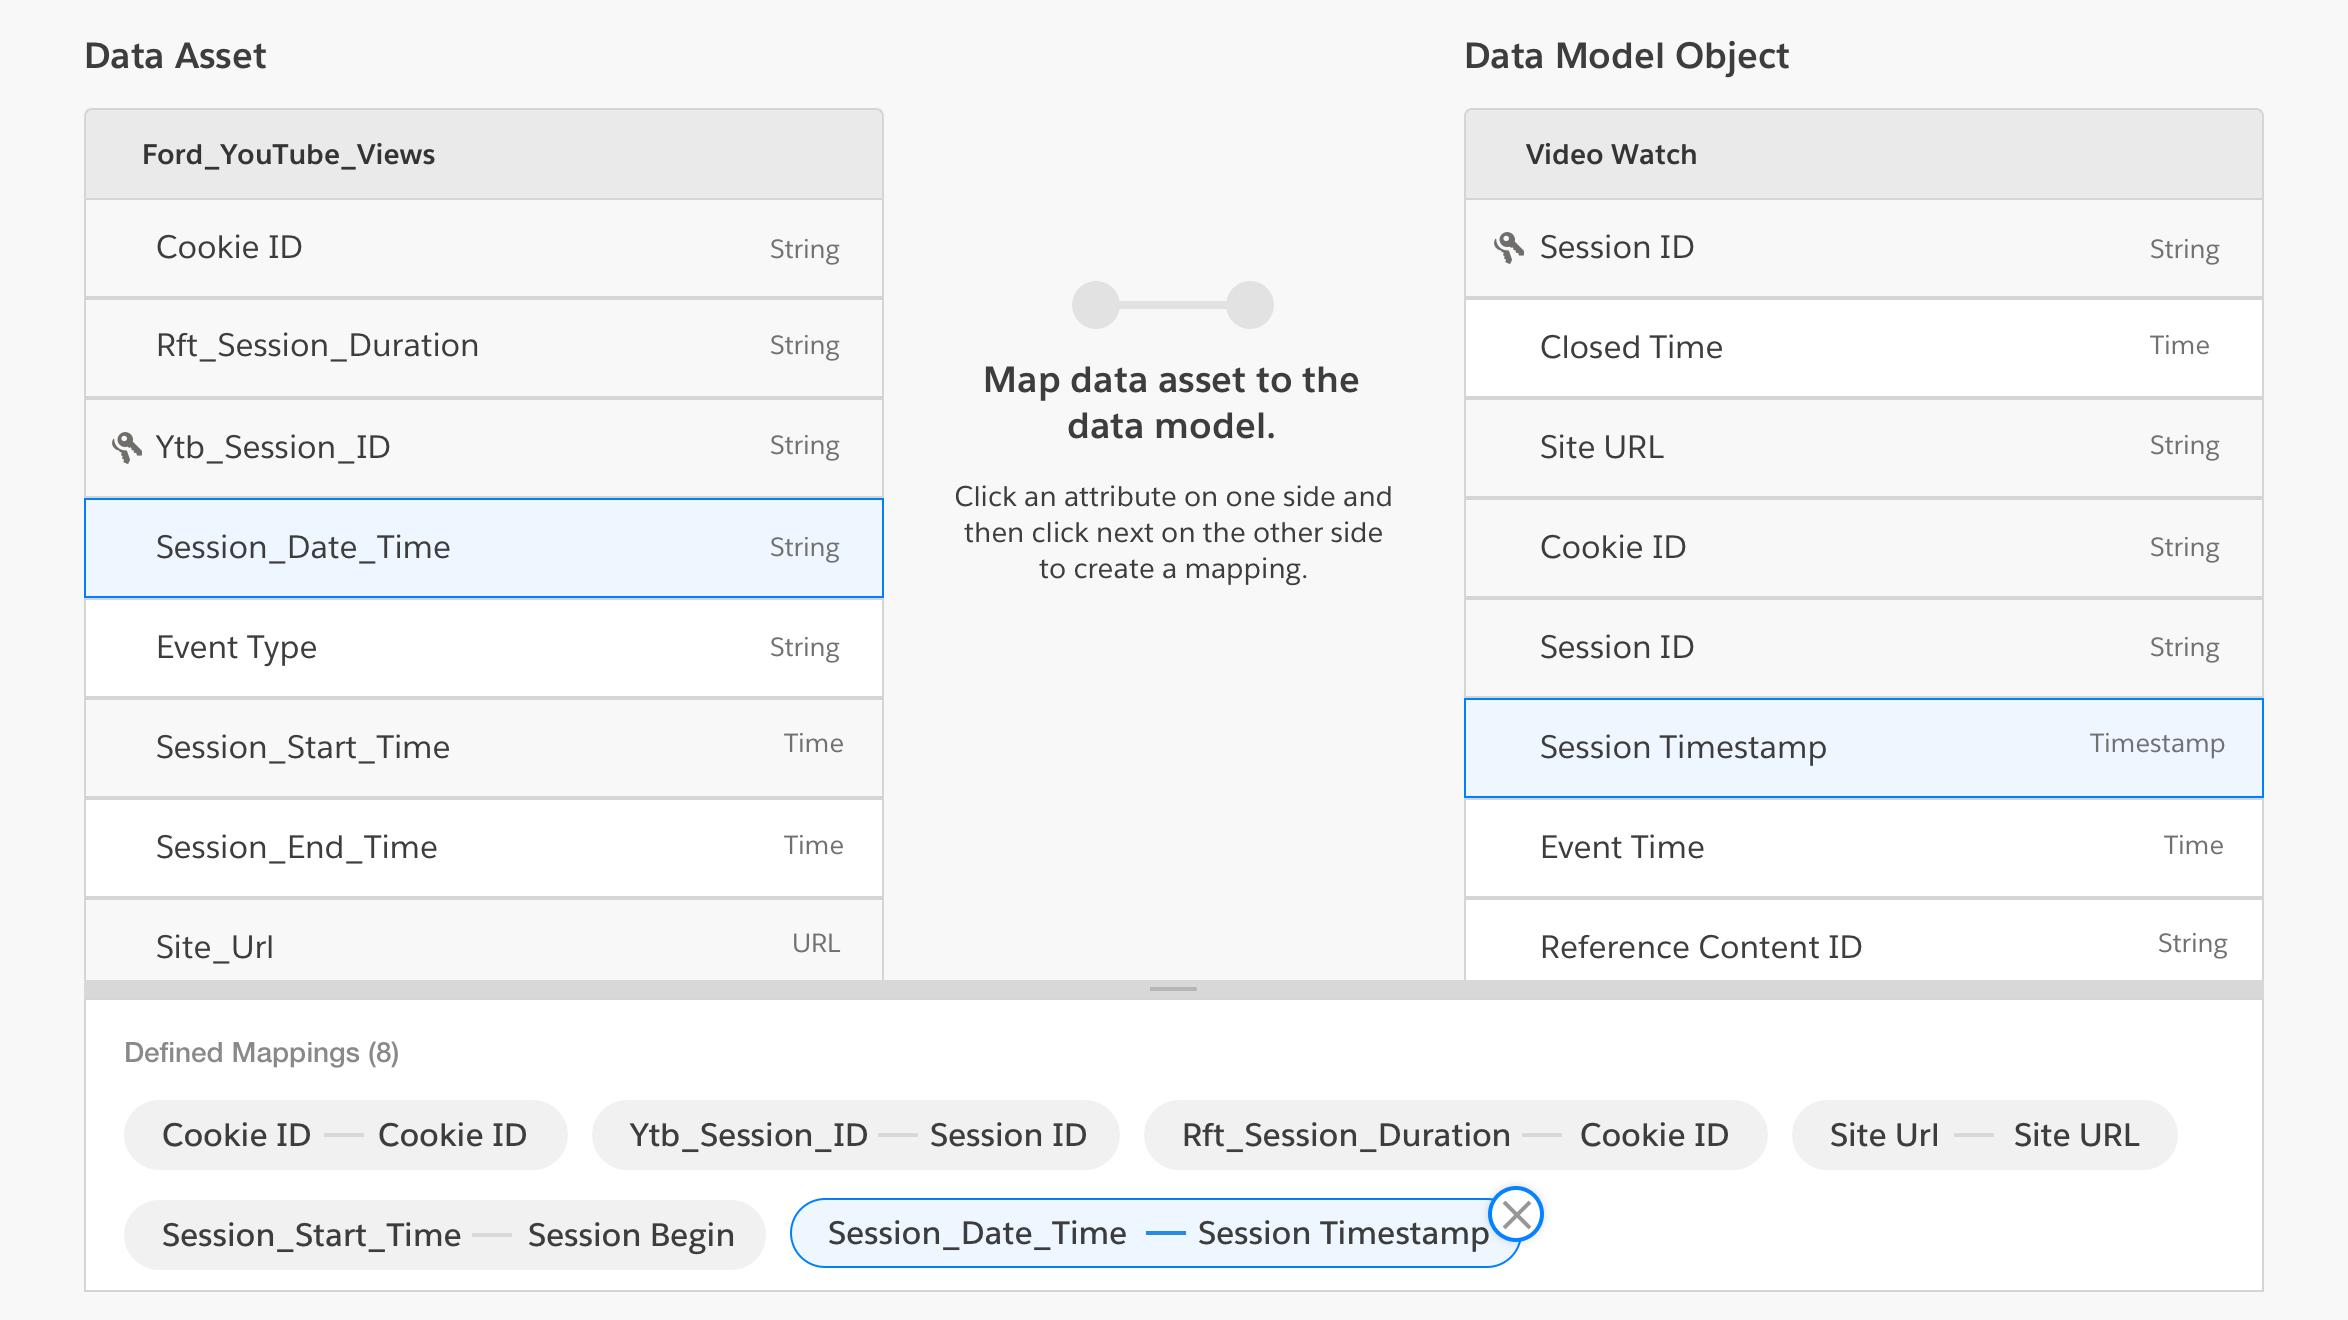 Data Asset
Ford_YouTube_Views
Cookie ID String
Rft_Session_Duration String
Ytb_Session_ID String
Session_Date_Time String
Event Type String
Session_Start_Time Time
Session_End_Time Time
Site_Url URL
Map data asset to the
data model.
Click an attribute on one side and
then click next on the other side
to create a mapping.
Data Model Object
Video Watch
Session ID String
Closed Time Time
Site URL String
Cookie ID String
Session ID String
Session Timestamp Timestamp
Event Time Time
Reference Content ID String
Defined Mappings (8)
Cookie ID — Cookie ID
Ytb_Session_ID — Session ID
Rft_Session_Duration — Cookie ID
Site Url — Site URL
Session_Start_Time — Session Begin
Session_Date_Time — Session Timestamp